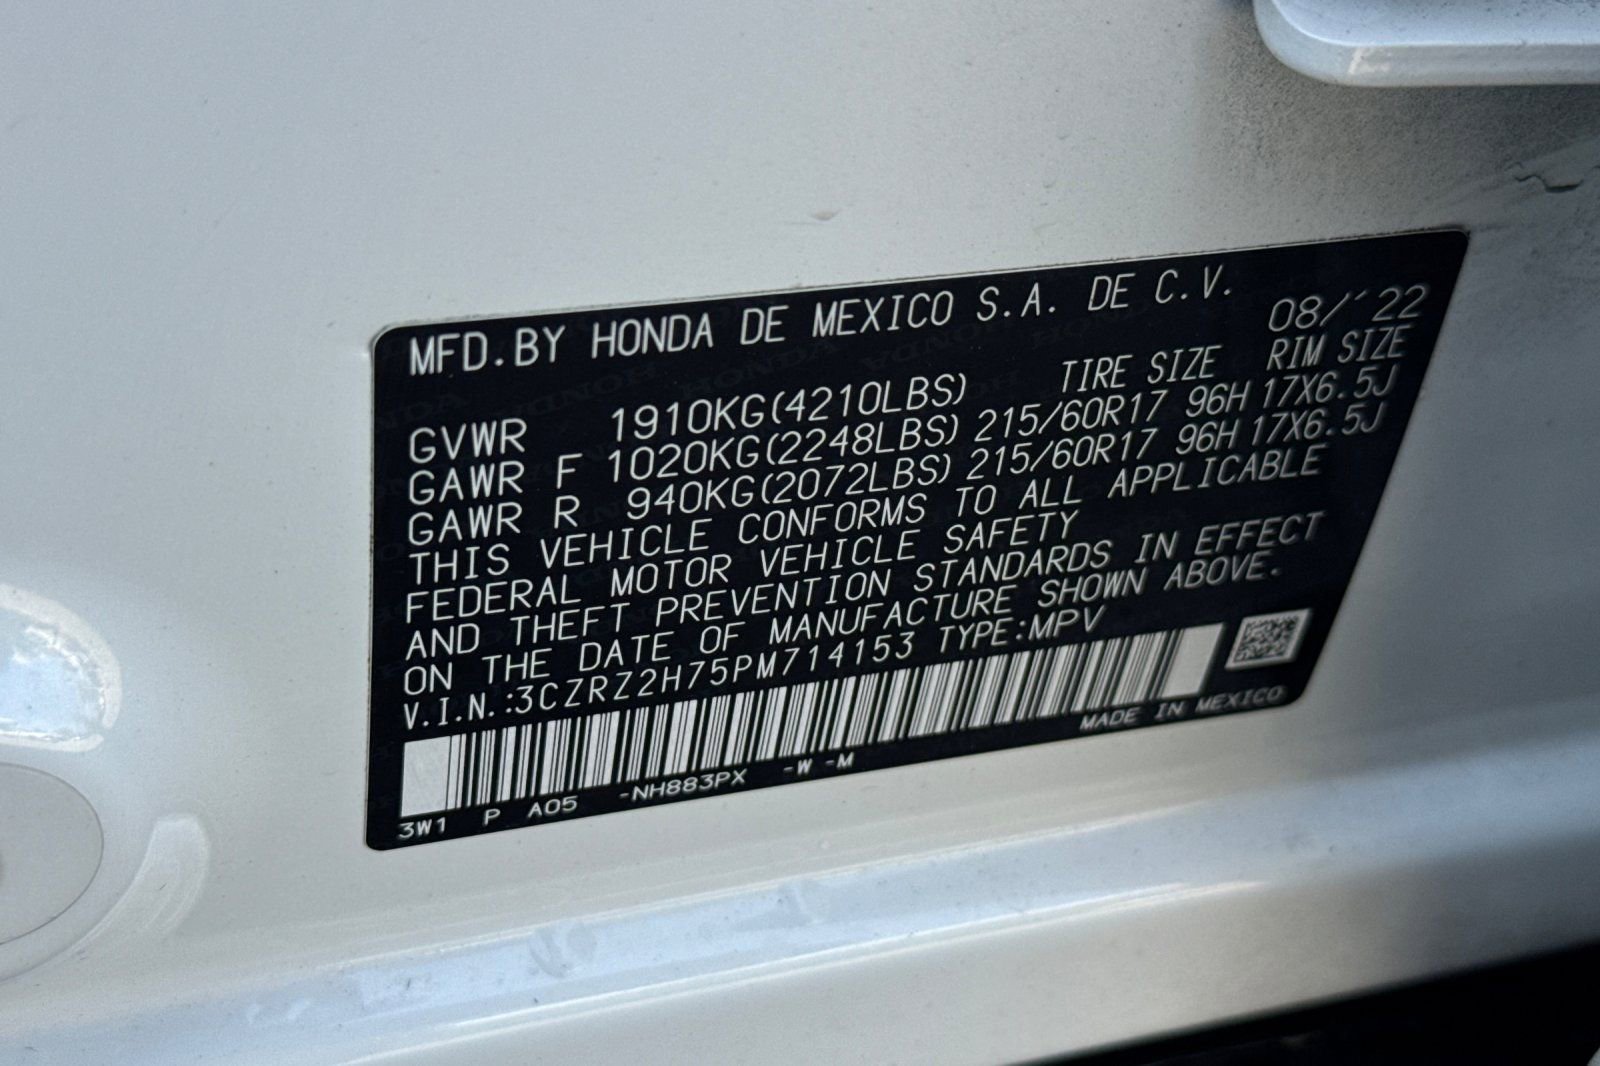 MFD.BY HONDA DE MEXICO S.A. DE C.V.
08/´22
TIRE SIZE RIM SIZE
GVWR 1910KG(4210LBS)
GAWR F 1020KG(2248LBS) 215/60R17 96H 17X6.5J
GAWR R 940KG(2072LBS) 215/60R17 96H 17X6.5J
THIS VEHICLE CONFORMS TO ALL APPLICABLE
FEDERAL MOTOR VEHICLE SAFETY
AND THEFT PREVENTION STANDARDS IN EFFECT
ON THE DATE OF MANUFACTURE SHOWN ABOVE.
V.I.N.:3CZRZ2H75PM714153 TYPE:MPV
MADE IN MEXICO
3W1 P A05 -NH883PX -W -M